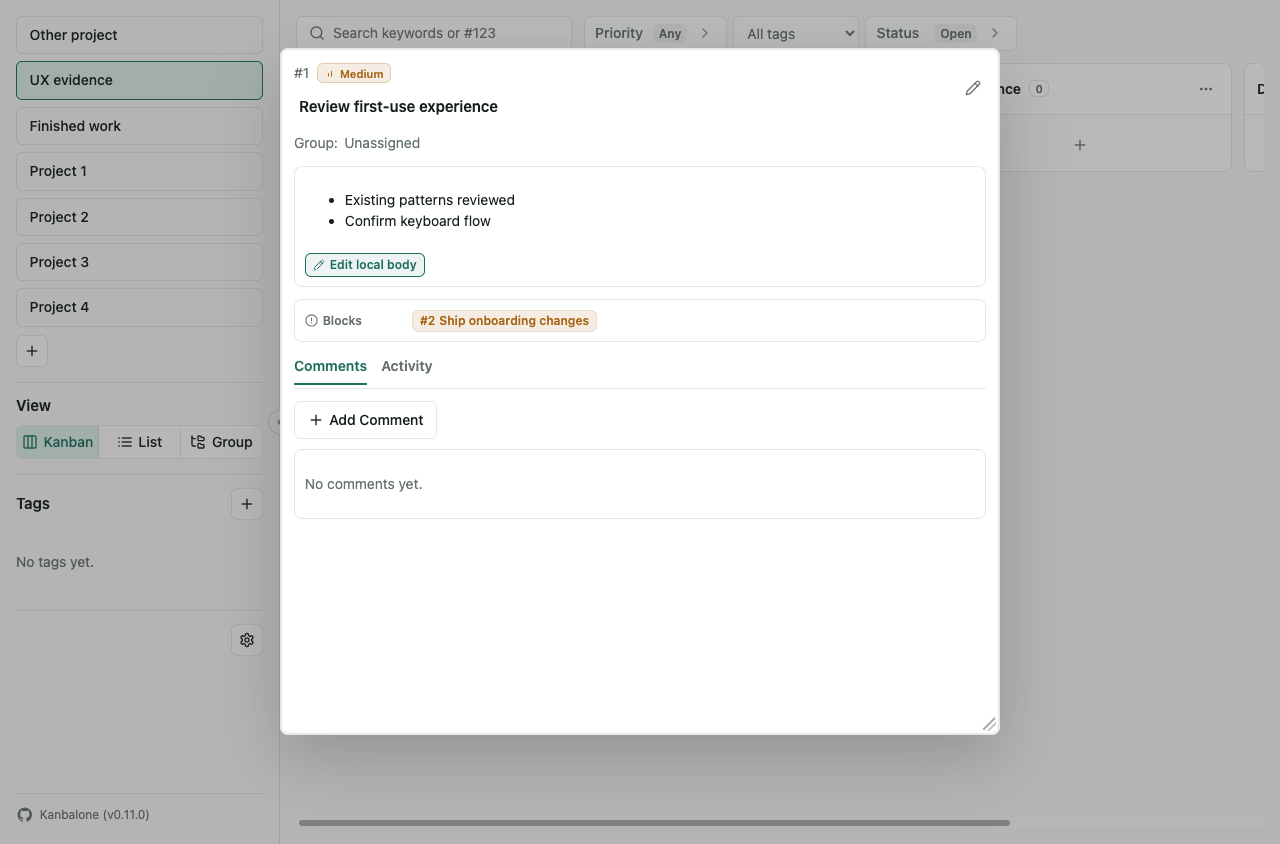 Other project
UX evidence
Finished work
Project 1
Project 2
Project 3
Project 4
View
Kanban
List
Group
Tags
No tags yet.
Kanbalone (v0.11.0)
Search keywords or #123
Priority Any
All tags
Status Open
nce 0
D
#1 Medium
Review first-use experience
Group: Unassigned
Existing patterns reviewed
Confirm keyboard flow
Edit local body
Blocks #2 Ship onboarding changes
Comments Activity
Add Comment
No comments yet.